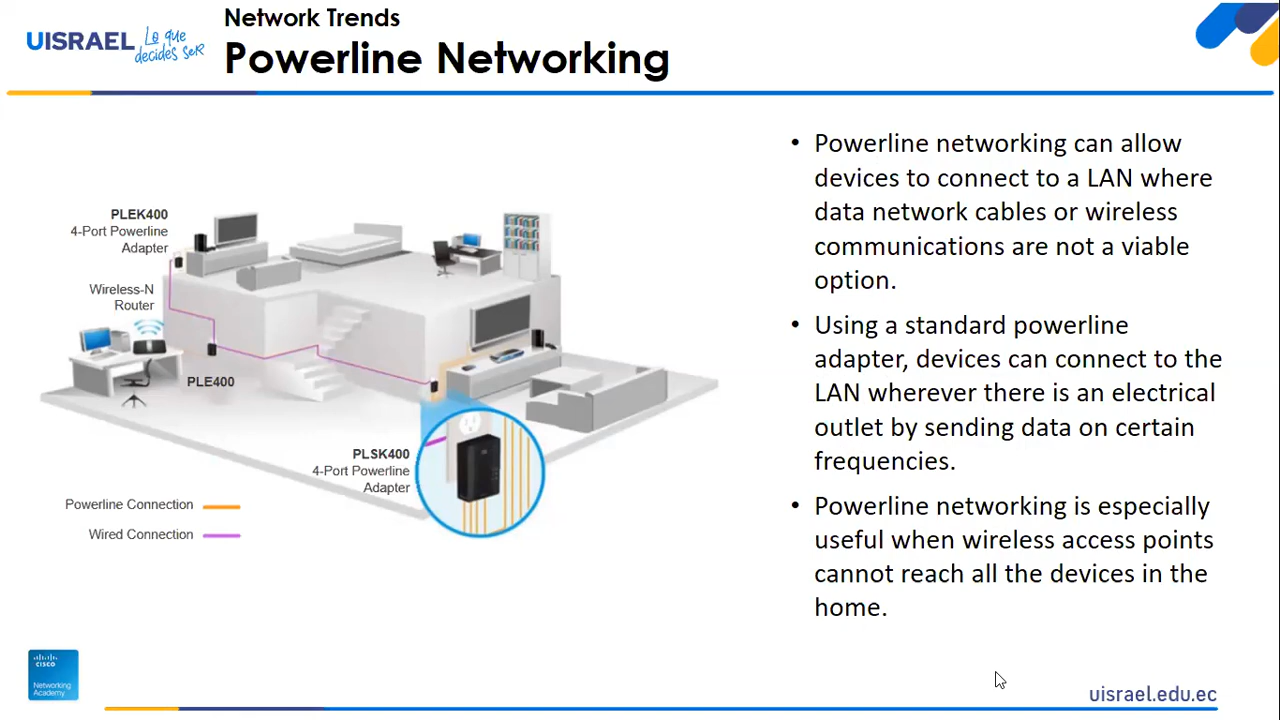 Network Trends
UISRAEL
Lo que
decides seR
Powerline Networking
PLEK400
4-Port Powerline
Adapter
Wireless-N
Router
PLE400
PLSK400
4-Port Powerline
Adapter
Powerline Connection
Wired Connection
• Powerline networking can allow
devices to connect to a LAN where
data network cables or wireless
communications are not a viable
option.
• Using a standard powerline
adapter, devices can connect to the
LAN wherever there is an electrical
outlet by sending data on certain
frequencies.
• Powerline networking is especially
useful when wireless access points
cannot reach all the devices in the
home.
CISCO
Networking
Academy
uisrael.edu.ec